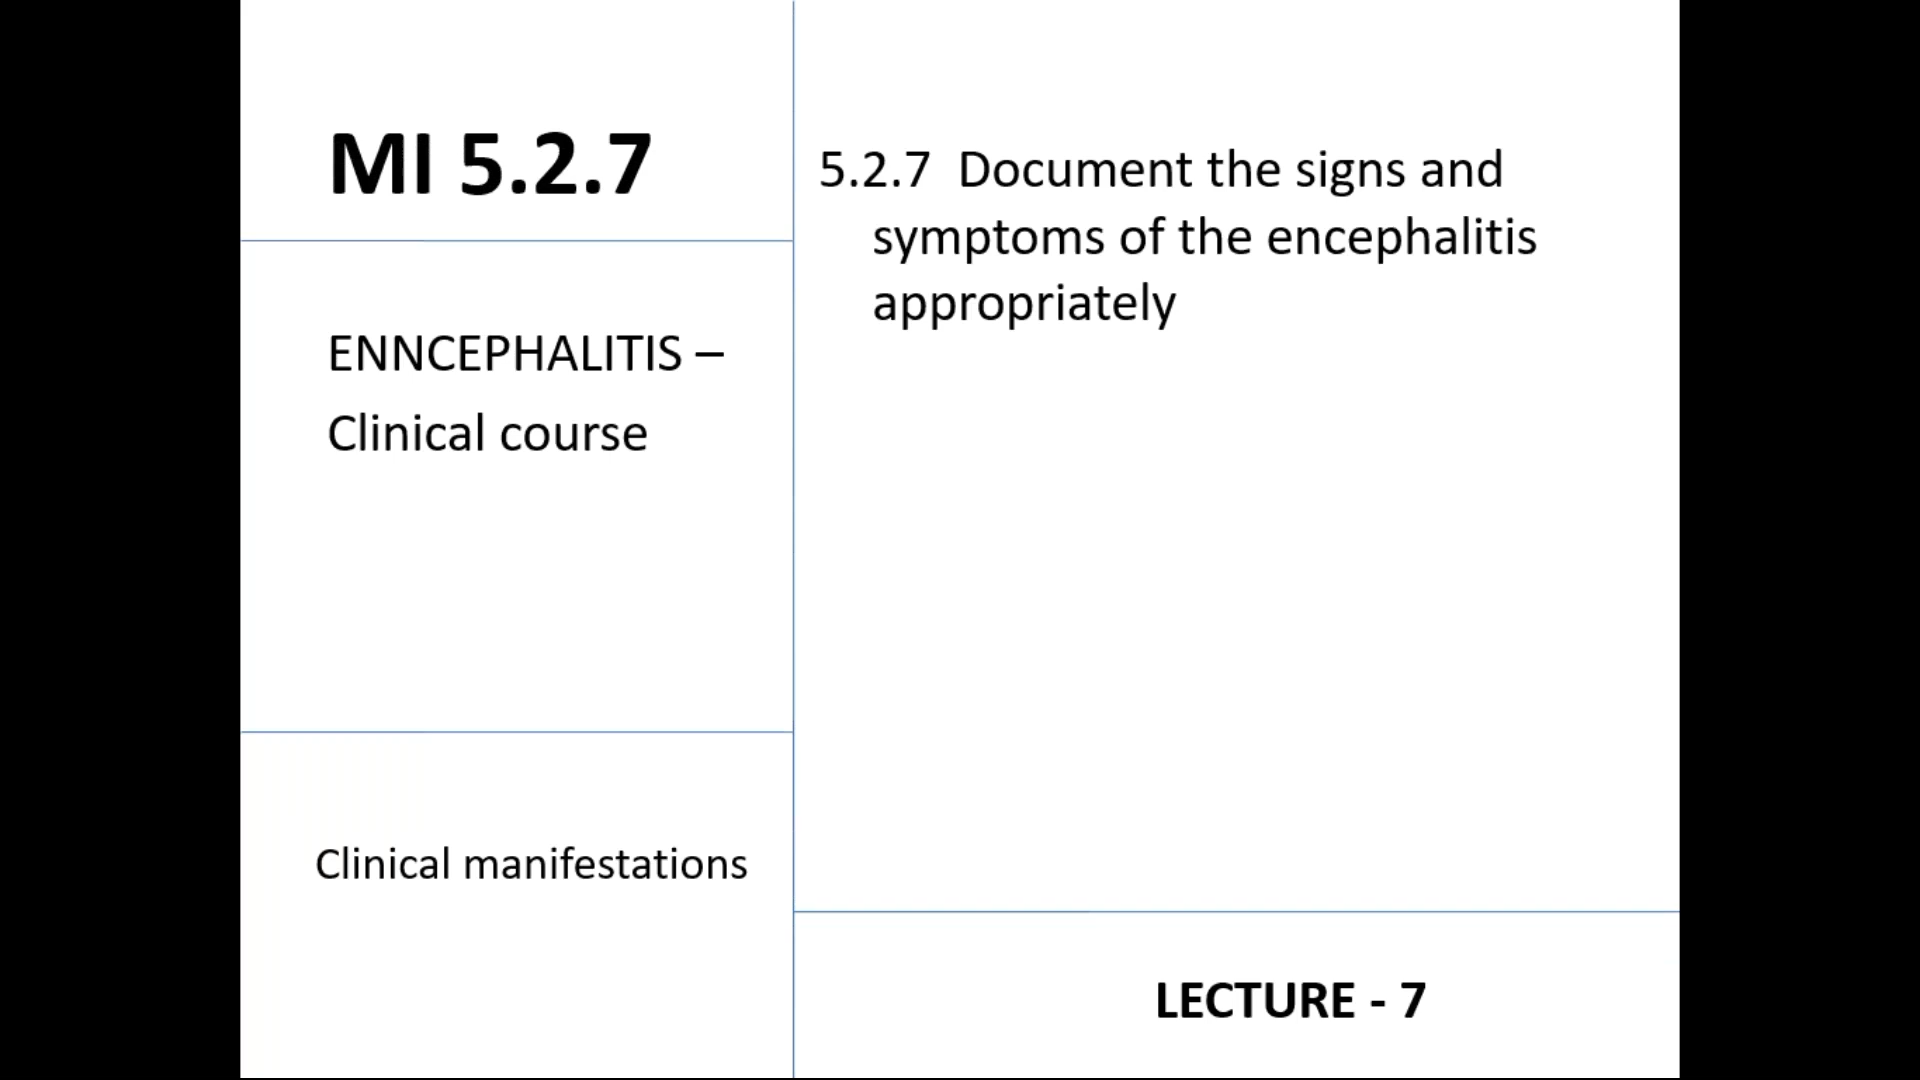 MI 5.2.7
ENNCEPHALITIS –
Clinical course
Clinical manifestations
5.2.7 Document the signs and
symptoms of the encephalitis
appropriately
LECTURE - 7